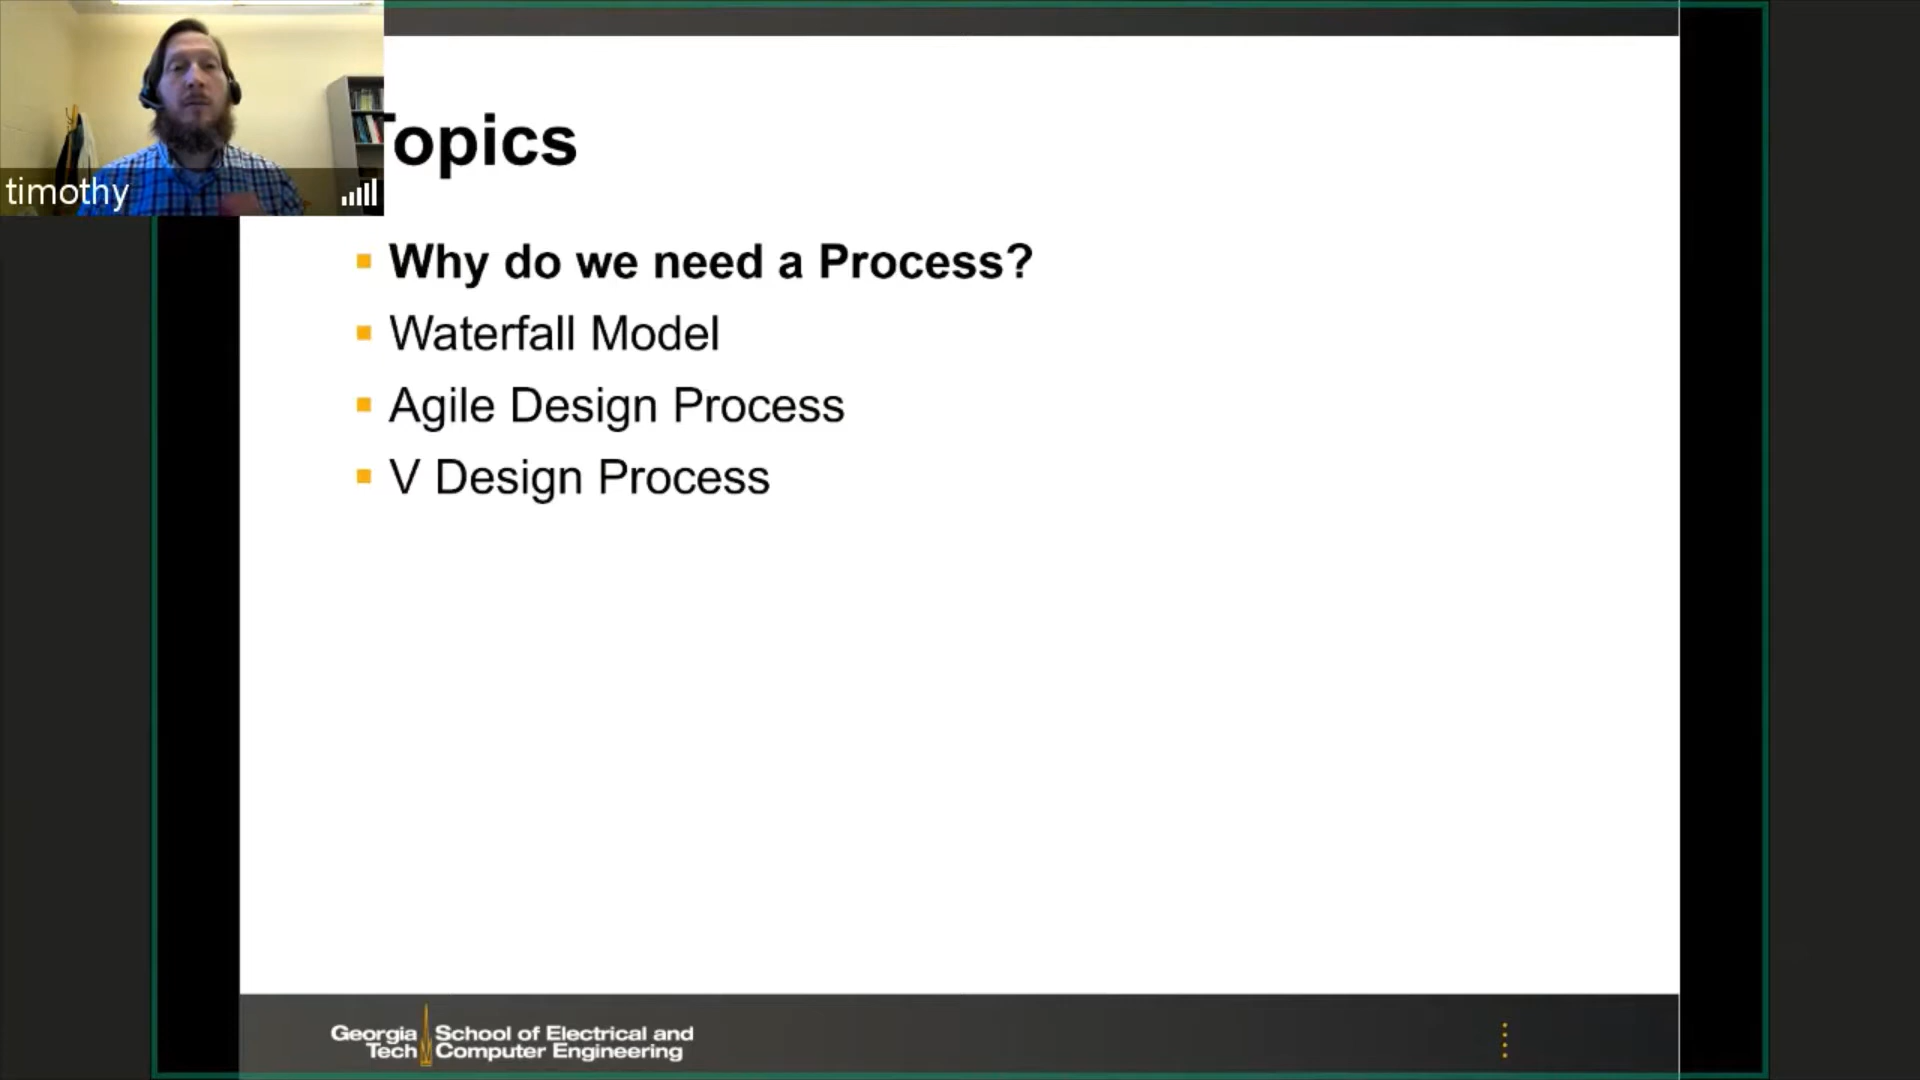 timothy
Topics
Why do we need a Process?
Waterfall Model
Agile Design Process
V Design Process
Georgia Tech
School of Electrical and
Computer Engineering